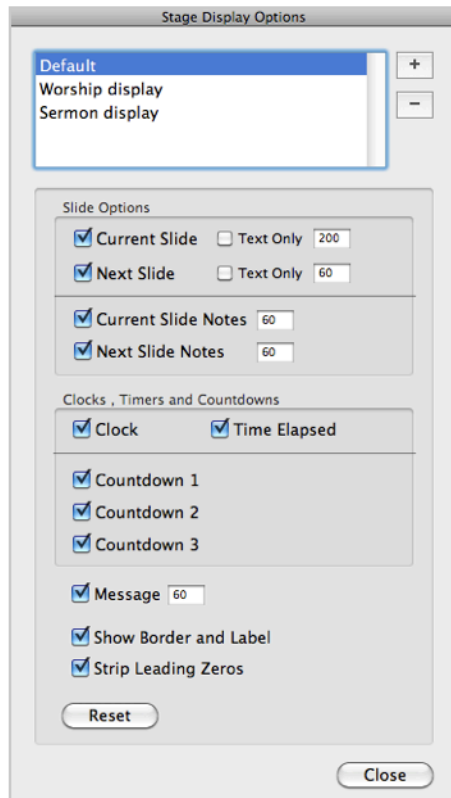 Stage Display Options
Default
+
Worship display
Sermon display
−
Slide Options
Current Slide Text Only 200
Next Slide Text Only 60
Current Slide Notes 60
Next Slide Notes 60
Clocks , Timers and Countdowns
Clock Time Elapsed
Countdown 1
Countdown 2
Countdown 3
Message 60
Show Border and Label
Strip Leading Zeros
Reset
Close